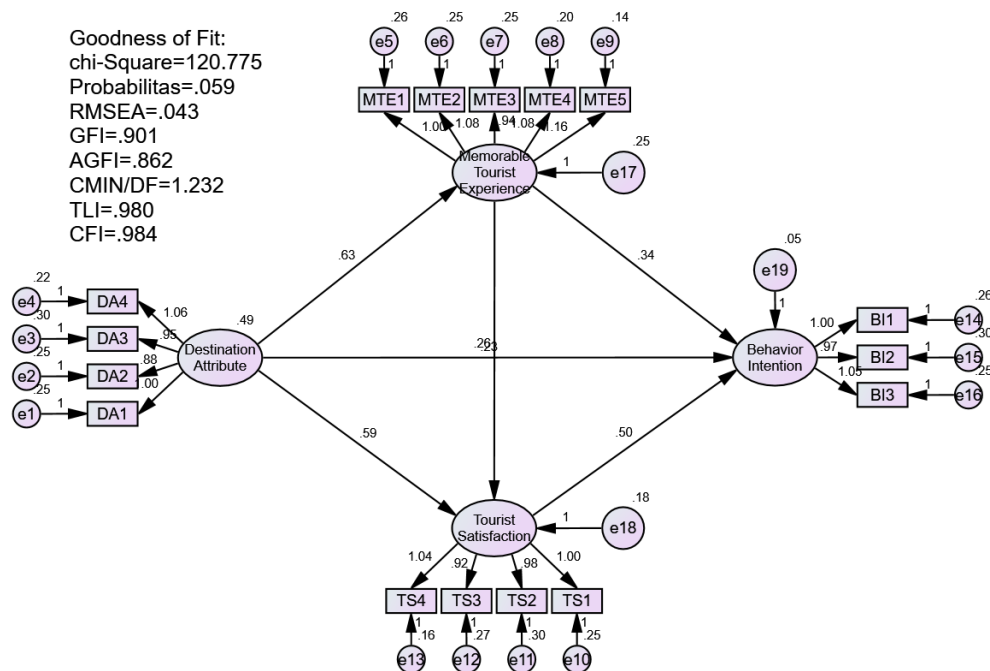 Goodness of Fit:
chi-Square=120.775
Probabilitas=.059
RMSEA=.043
GFI=.901
AGFI=.862
CMIN/DF=1.232
TLI=.980
CFI=.984
.26 .25 .25 .20 .14
e5 e6 e7 e8 e9
1 1 1 1 1
MTE1 MTE2 MTE3 MTE4 MTE5
1.00 1.08 .94 1.08 1.16
Memorable
Tourist
Experience
1
e17
.25
.63
.34
.05
e19
1
.22
e4 1 DA4
1.06
.30
e3 1 DA3
.95
.25
e2 1 DA2
.88
.25
e1 1 DA1
1.00
.49
Destination
Attribute
.26
.23
Behavior
Intention
1.00 BI1 1 e14 .26
.97 BI2 1 e15 .30
1.05 BI3 1 e16 .25
.59
.50
Tourist
Satisfaction
1
e18
.18
1.04 .92 .98 1.00
TS4 TS3 TS2 TS1
1 1 1 1
.16 .27 .30 .25
e13 e12 e11 e10